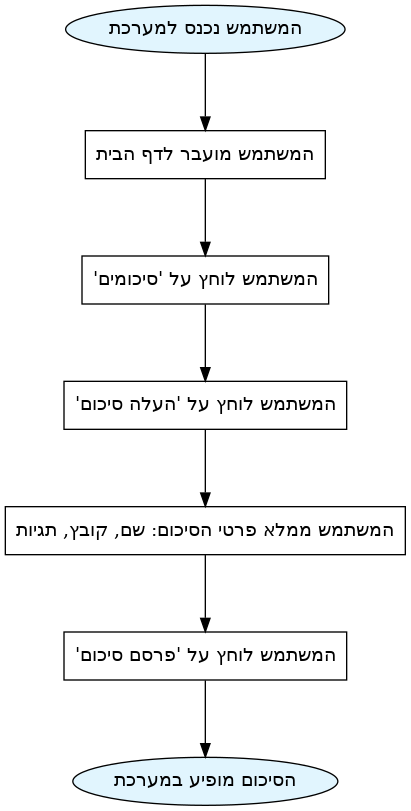 המשתמש נכנס למערכת
המשתמש מועבר לדף הבית
המשתמש לוחץ על 'סיכומים'
המשתמש לוחץ על 'העלה סיכום'
המשתמש ממלא פרטי הסיכום: שם, קובץ, תגיות
המשתמש לוחץ על 'פרסם סיכום'
הסיכום מופיע במערכת